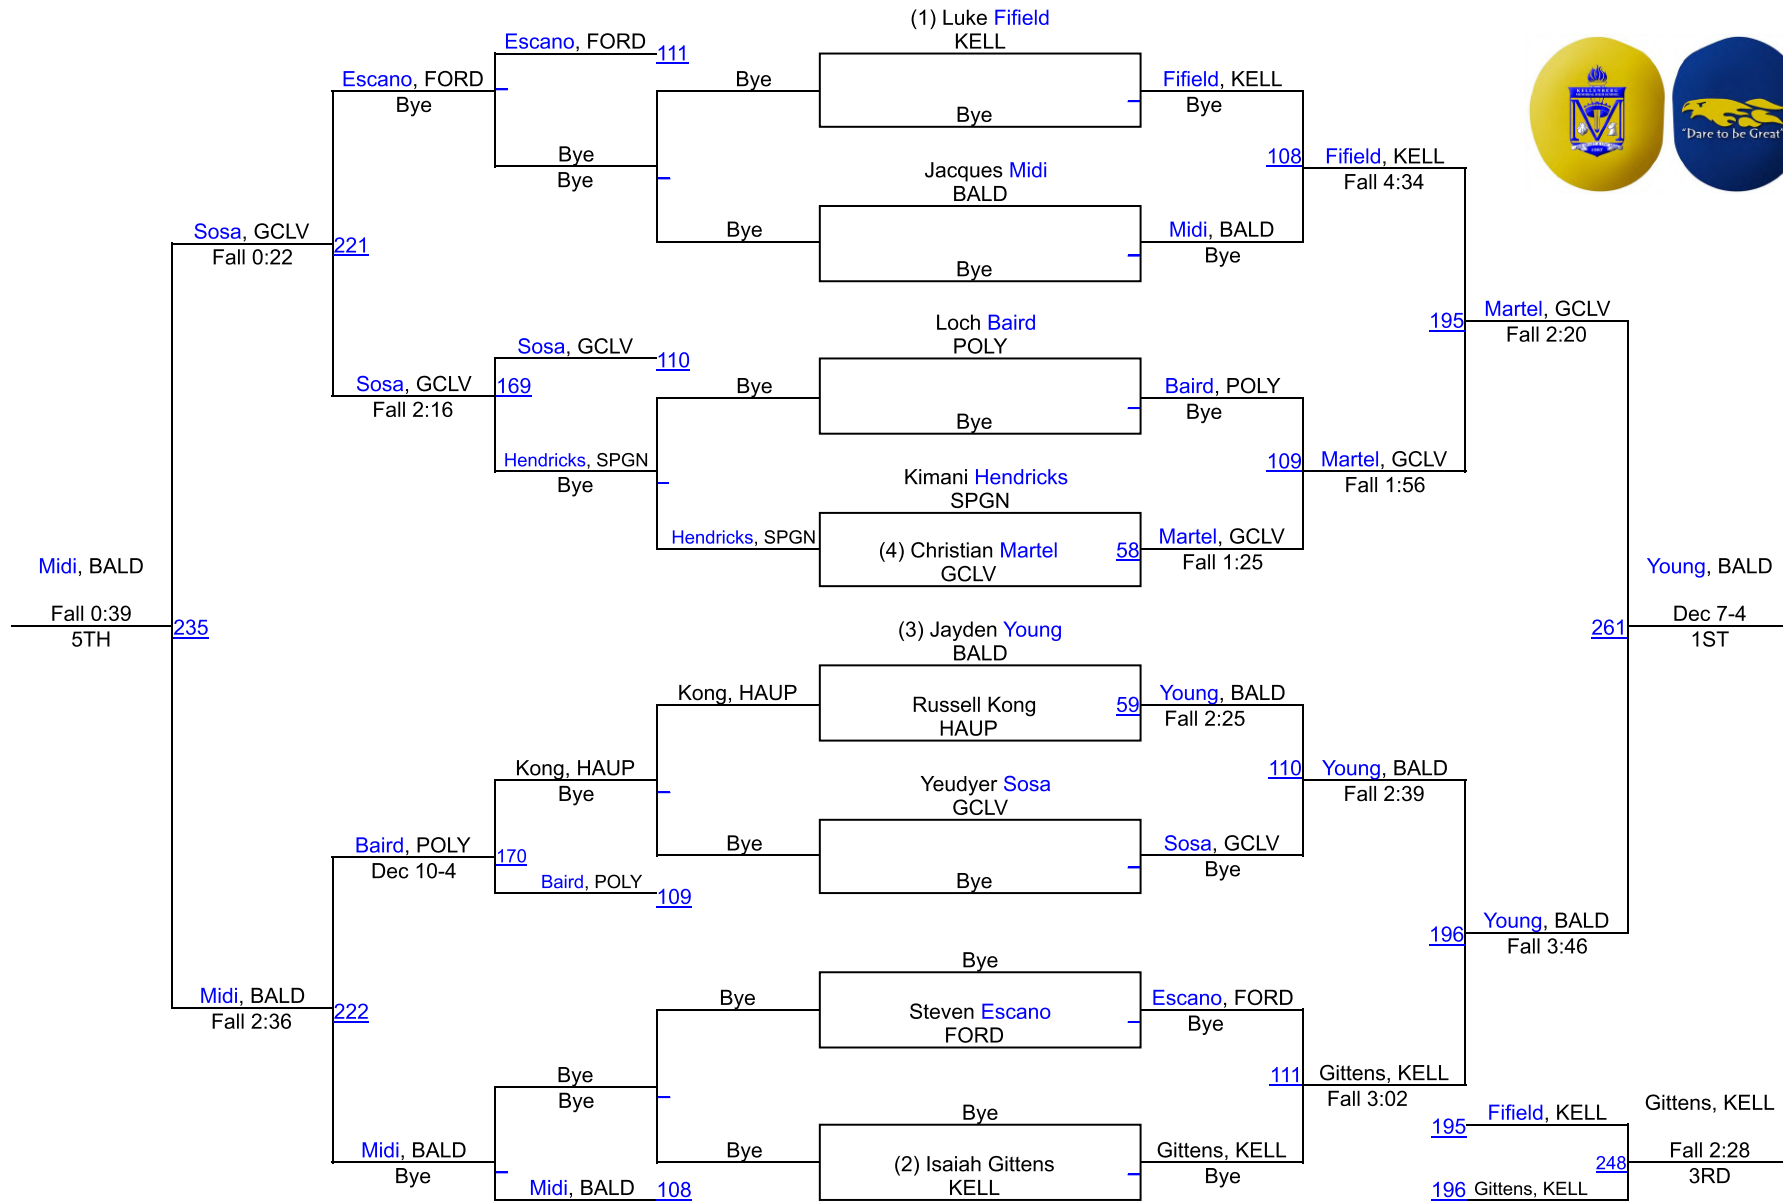 (1) Luke Fifield
KELL
Escano, FORD
111
Escano, FORD
Bye
Bye
Bye
Fifield, KELL
Bye
Bye
Bye
108
Fifield, KELL
Fall 4:34
Jacques Midi
BALD
Bye
Bye
Midi, BALD
Bye
Sosa, GCLV
Fall 0:22
221
KELLENBERG
"Dare to be Great"
Loch Baird
POLY
Sosa, GCLV
110
Sosa, GCLV
Fall 2:16
169
Bye
Bye
Baird, POLY
Bye
195
Martel, GCLV
Fall 2:20
Hendricks, SPGN
Bye
Kimani Hendricks
SPGN
109
Martel, GCLV
Fall 1:56
Hendricks, SPGN
(4) Christian Martel
GCLV
58
Martel, GCLV
Fall 1:25
Midi, BALD
Fall 0:39
5TH
235
Young, BALD
261
Dec 7-4
1ST
(3) Jayden Young
BALD
Kong, HAUP
Russell Kong
HAUP
59
Young, BALD
Fall 2:25
Kong, HAUP
Bye
110
Young, BALD
Fall 2:39
Yeudyer Sosa
GCLV
Baird, POLY
Dec 10-4
170
Bye
Bye
Sosa, GCLV
Bye
Baird, POLY
109
196
Young, BALD
Fall 3:46
Bye
Midi, BALD
Fall 2:36
222
Bye
Steven Escano
FORD
Escano, FORD
Bye
Bye
Bye
111
Gittens, KELL
Fall 3:02
Bye
Midi, BALD
Bye
Bye
(2) Isaiah Gittens
KELL
Gittens, KELL
Bye
Midi, BALD
108
195
Fifield, KELL
Gittens, KELL
248
Fall 2:28
3RD
196
Gittens, KELL